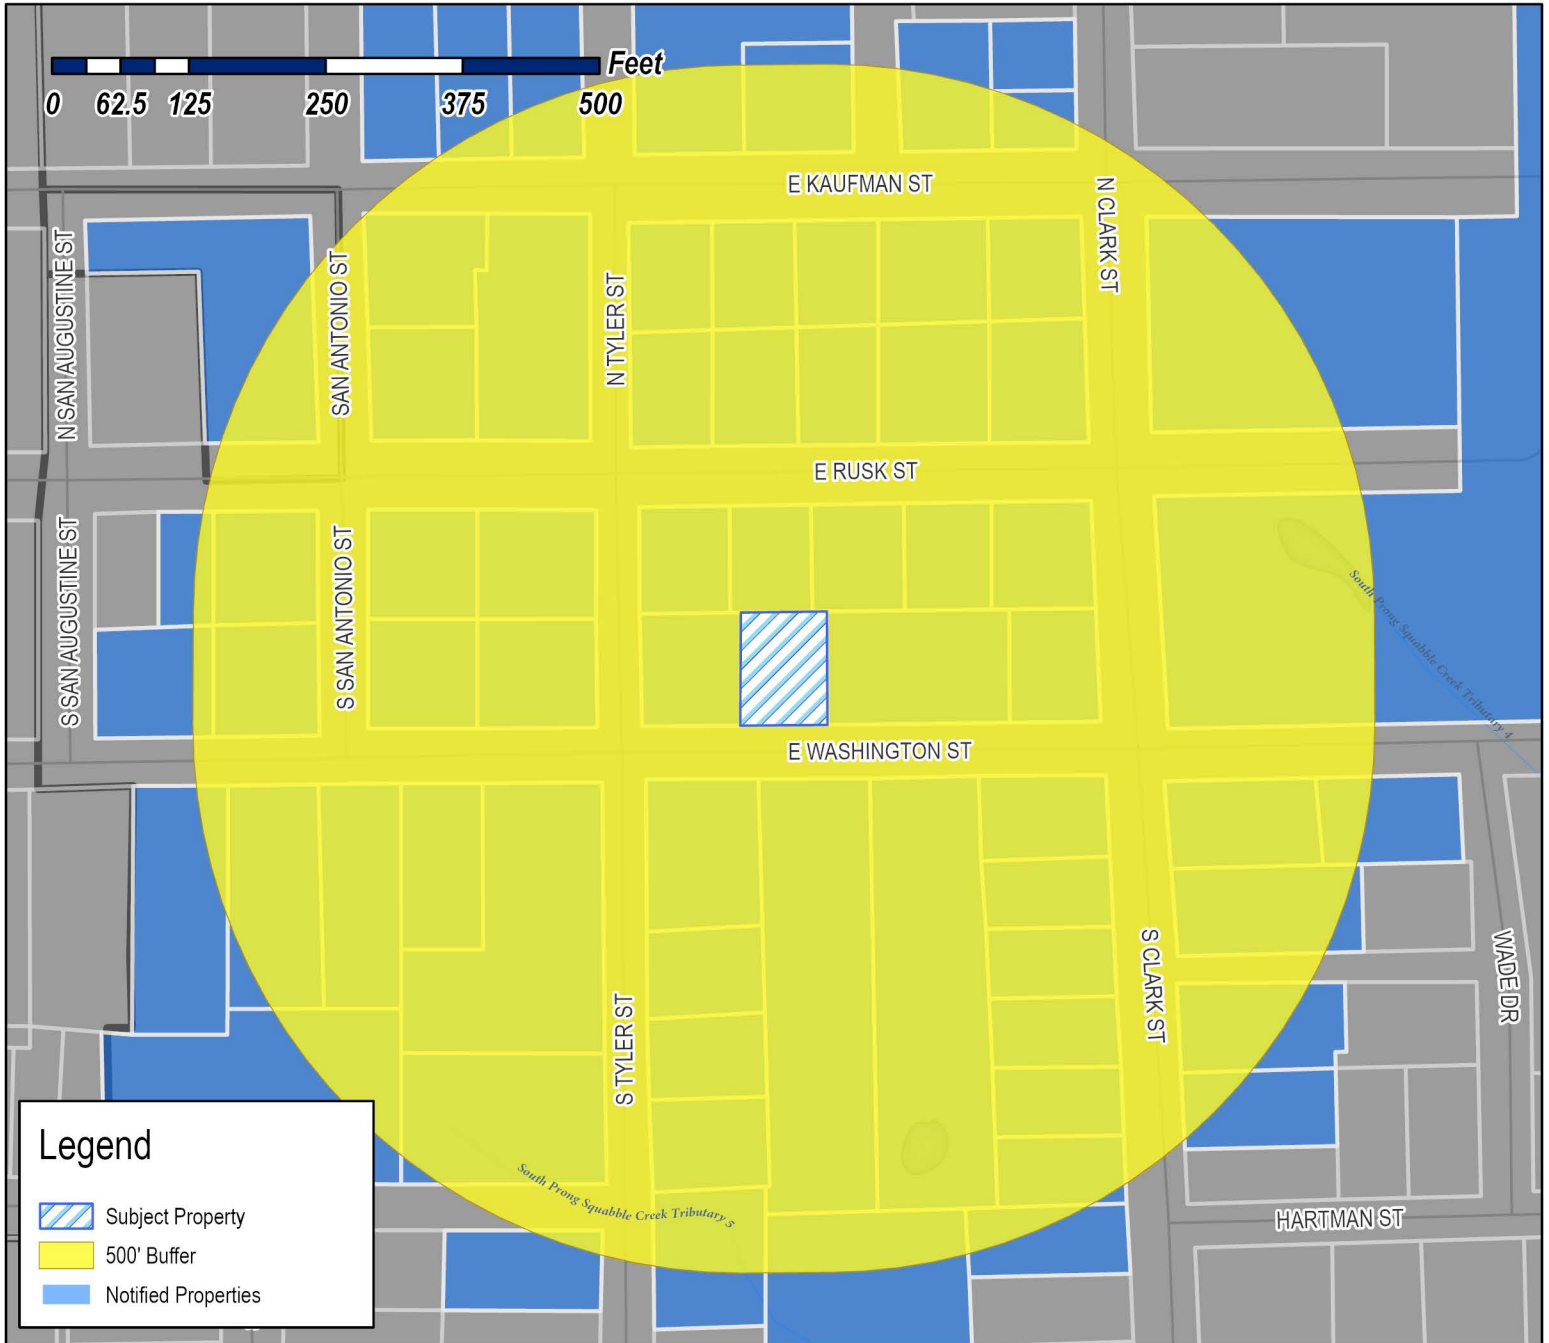 Feet
0 62.5 125 250 375 500
E KAUFMAN ST
N CLARK ST
N SAN AUGUSTINE ST
SAN ANTONIO ST
N TYLER ST
E RUSK ST
S SAN AUGUSTINE ST
S SAN ANTONIO ST
South Prong Squabble Creek Tributary 4
E WASHINGTON ST
S CLARK ST
WADE DR
S TYLER ST
South Prong Squabble Creek Tributary 5
HARTMAN ST
Legend
Subject Property
500' Buffer
Notified Properties